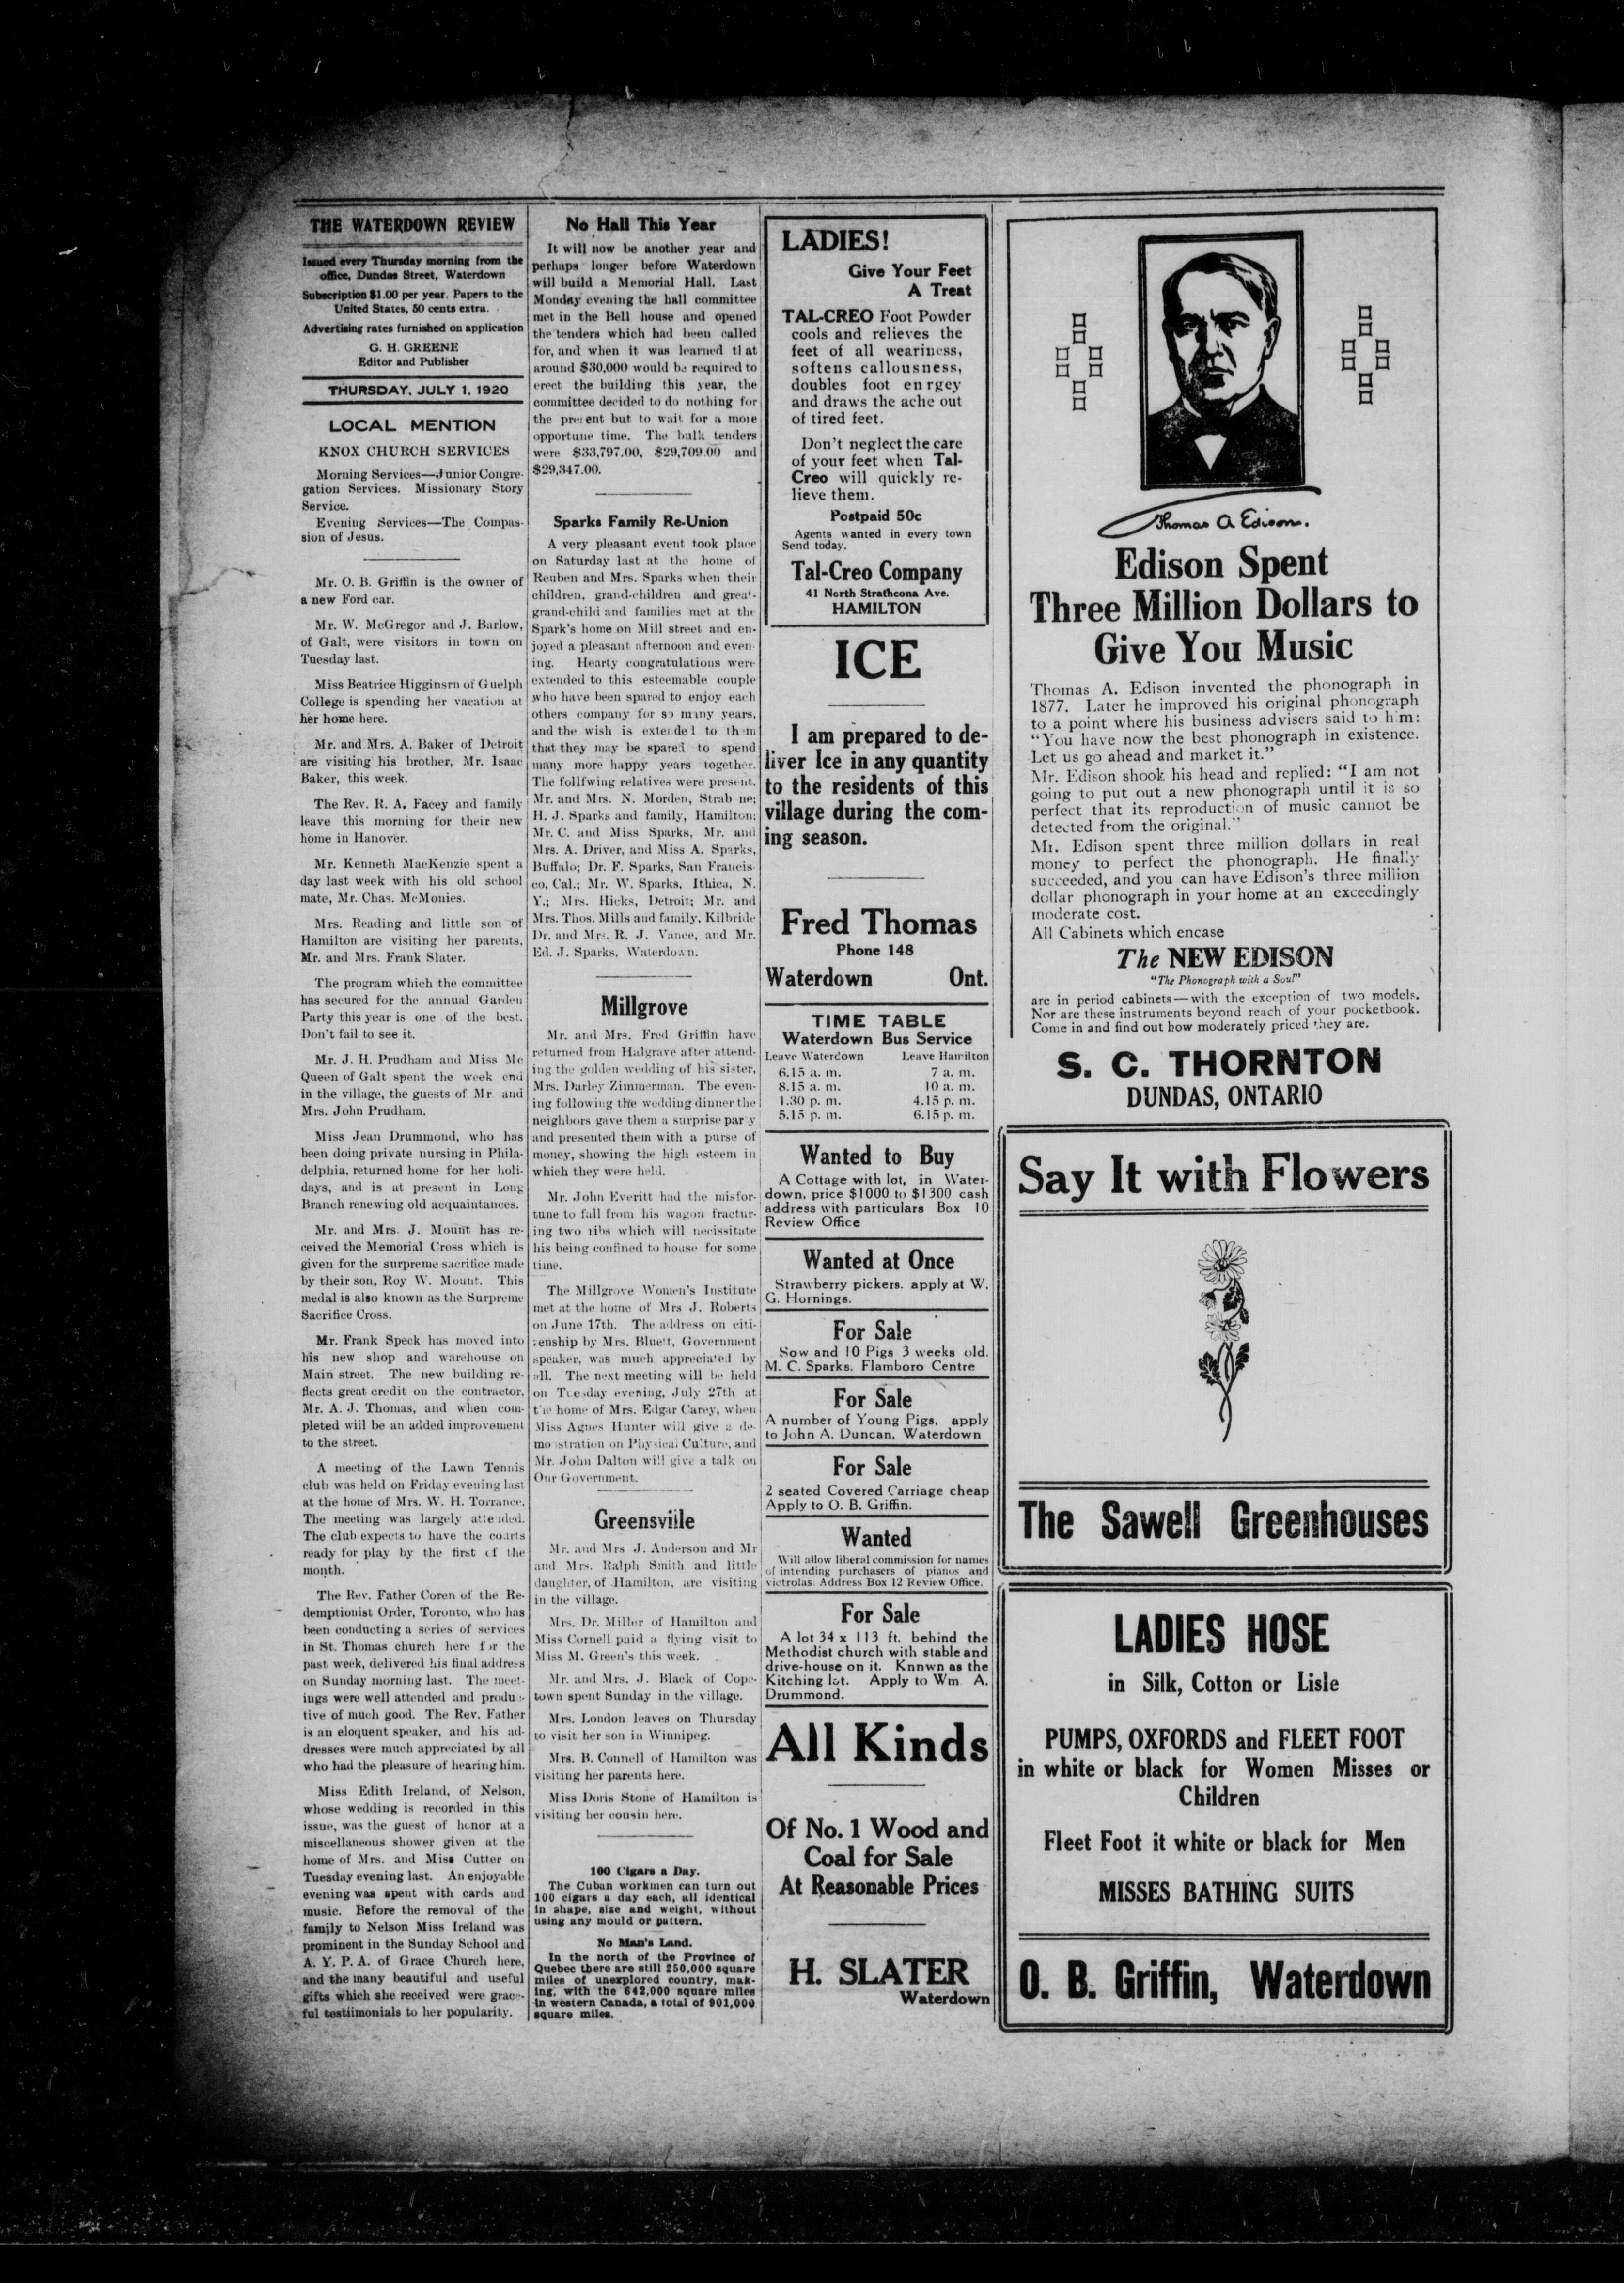 THE WATERDOWN REVIEW
Issued every Thursday morning from the
office, Dundas Street, Waterdown
Subscription $1.00 per year. Papers to the
United States, 50 cents extra.
Advertising rates furnished on application
G. H. GREENE
Editor and Publisher
THURSDAY, JULY 1, 1920
LOCAL MENTION
KNOX CHURCH SERVICES
Morning Services—Junior Congre-
gation Services. Missionary Story
Service.
Evening Services—The Compas-
sion of Jesus.
Mr. O. B. Griffin is the owner of
a new Ford car.
Mr. W. McGregor and J. Barlow,
of Galt, were visitors in town on
Tuesday last.
Miss Beatrice Higginsrn of Guelph
College is spending her vacation at
her home here.
Mr. and Mrs. A. Baker of Detroit
are visiting his brother, Mr. Isaac
Baker, this week.
The Rev. R. A. Facey and family
leave this morning for their new
home in Hanover.
Mr. Kenneth MacKenzie spent a
day last week with his old school
mate, Mr. Chas. McMonies.
Mrs. Reading and little son of
Hamilton are visiting her parents,
Mr. and Mrs. Frank Slater.
The program which the committee
has secured for the annual Garden
Party this year is one of the best.
Don't fail to see it.
Mr. J. H. Prudham and Miss Mc
Queen of Galt spent the week end
in the village, the guests of Mr. and
Mrs. John Prudham.
Miss Jean Drummond, who has
been doing private nursing in Phila-
delphia, returned home for her holi-
days, and is at present in Long
Branch renewing old acquaintances.
Mr. and Mrs. J. Mount has re-
ceived the Memorial Cross which is
given for the surpreme sacrifice made
by their son, Roy W. Mount. This
medal is also known as the Surpreme
Sacrifice Cross.
Mr. Frank Speck has moved into
his new shop and warehouse on
Main street. The new building re-
flects great credit on the contractor,
Mr. A. J. Thomas, and when com-
pleted will be an added improvement
to the street.
A meeting of the Lawn Tennis
club was held on Friday evening last
at the home of Mrs. W. H. Torrance.
The meeting was largely attended.
The club expects to have the courts
ready for play by the first of the
month.
The Rev. Father Coren of the Re-
demptionist Order, Toronto, who has
been conducting a series of services
in St. Thomas church here for the
past week, delivered his final address
on Sunday morning last. The meet-
ings were well attended and produc-
tive of much good. The Rev. Father
is an eloquent speaker, and his ad-
dresses were much appreciated by all
who had the pleasure of hearing him.
Miss Edith Ireland, of Nelson,
whose wedding is recorded in this
issue, was the guest of honor at a
miscellaneous shower given at the
home of Mrs. and Miss Cutter on
Tuesday evening last. An enjoyable
evening was spent with cards and
music. Before the removal of the
family to Nelson Miss Ireland was
prominent in the Sunday School and
A. Y. P. A. of Grace Church here,
and the many beautiful and useful
gifts which she received were grace-
ful testiimonials to her popularity.
No Hall This Year
It will now be another year and
perhaps longer before Waterdown
will build a Memorial Hall. Last
Monday evening the hall committee
met in the Bell house and opened
the tenders which had been called
for, and when it was learned that
around $30,000 would be required to
erect the building this year, the
committee decided to do nothing for
the present but to wait for a more
opportune time. The bulk tenders
were $33,797.00, $29,709.00 and
$29,347.00.
Sparks Family Re-Union
A very pleasant event took place
on Saturday last at the home of
Reuben and Mrs. Sparks when their
children, grand-children and great-
grand-child and families met at the
Spark's home on Mill street and en-
joyed a pleasant afternoon and even-
ing. Hearty congratulations were
extended to this esteemable couple
who have been spared to enjoy each
others company for so many years,
and the wish is extended to them
that they may be spared to spend
many more happy years together.
The follfwing relatives were present.
Mr. and Mrs. N. Morden, Strab ne;
H. J. Sparks and family, Hamilton;
Mr. C. and Miss Sparks, Mr. and
Mrs. A. Driver, and Miss A. Sparks,
Buffalo; Dr. F. Sparks, San Francis-
co, Cal.; Mr. W. Sparks, Ithica, N.
Y.; Mrs. Hicks, Detroit; Mr. and
Mrs. Thos. Mills and family, Kilbride
Dr. and Mrs. R. J. Vance, and Mr.
Ed. J. Sparks, Waterdown.
Millgrove
Mr. and Mrs. Fred Griffin have
returned from Halgrave after attend-
ing the golden wedding of his sister,
Mrs. Darley Zimmerman. The even-
ing following the wedding dinner the
neighbors gave them a surprise party
and presented them with a purse of
money, showing the high esteem in
which they were held.
Mr. John Everitt had the misfor-
tune to fall from his wagon fractur-
ing two ribs which will necissitate
his being confined to house for some
time.
The Millgrove Women's Institute
met at the home of Mrs J. Roberts
on June 17th. The address on citi-
zenship by Mrs. Bluett, Government
speaker, was much appreciated by
all. The next meeting will be held
on Tuesday evening, July 27th at
the home of Mrs. Edgar Carey, when
Miss Agnes Hunter will give a de-
monstration on Physical Culture, and
Mr. John Dalton will give a talk on
Our Government.
Greensville
Mr. and Mrs J. Anderson and Mr
and Mrs. Ralph Smith and little
daughter, of Hamilton, are visiting
in the village.
Mrs. Dr. Miller of Hamilton and
Miss Cornell paid a flying visit to
Miss M. Green's this week.
Mr. and Mrs. J. Black of Cope-
town spent Sunday in the village.
Mrs. London leaves on Thursday
to visit her son in Winnipeg.
Mrs. B. Connell of Hamilton was
visiting her parents here.
Miss Doris Stone of Hamilton is
visiting her cousin here.
100 Cigars a Day.
The Cuban workmen can turn out
100 cigars a day each, all identical
in shape, size and weight, without
using any mould or pattern.
No Man's Land.
In the north of the Province of
Quebec there are still 250,000 square
miles of unexplored country, mak-
ing, with the 642,000 square miles
in western Canada, a total of 901,000
square miles.
LADIES!
Give Your Feet
A Treat
TAL-CREO Foot Powder
cools and relieves the
feet of all weariness,
softens callousness,
doubles foot enrgey
and draws the ache out
of tired feet.
Don't neglect the care
of your feet when Tal-
Creo will quickly re-
lieve them.
Postpaid 50c
Agents wanted in every town
Send today.
Tal-Creo Company
41 North Strathcona Ave.
HAMILTON
ICE
I am prepared to de-
liver Ice in any quantity
to the residents of this
village during the com-
ing season.
Fred Thomas
Phone 148
Waterdown Ont.
TIME TABLE
Waterdown Bus Service
Leave Waterdown Leave Hamilton
6.15 a. m. 7 a. m.
8.15 a. m. 10 a. m.
1.30 p. m. 4.15 p. m.
5.15 p. m. 6.15 p. m.
Wanted to Buy
A Cottage with lot, in Water-
down, price $1000 to $1300 cash
address with particulars Box 10
Review Office
Wanted at Once
Strawberry pickers. apply at W.
G. Hornings.
For Sale
Sow and 10 Pigs 3 weeks old.
M. C. Sparks, Flamboro Centre
For Sale
A number of Young Pigs, apply
to John A. Duncan, Waterdown
For Sale
2 seated Covered Carriage cheap
Apply to O. B. Griffin.
Wanted
Will allow liberal commission for names
of intending purchasers of pianos and
victrolas. Address Box 12 Review Office.
For Sale
A lot 34 x 113 ft. behind the
Methodist church with stable and
drive-house on it. Knnwn as the
Kitching lot. Apply to Wm A.
Drummond.
All Kinds
Of No. 1 Wood and
Coal for Sale
At Reasonable Prices
H. SLATER
Waterdown
Thomas A Edison.
Edison Spent
Three Million Dollars to
Give You Music
Thomas A. Edison invented the phonograph in
1877. Later he improved his original phonograph
to a point where his business advisers said to him:
"You have now the best phonograph in existence.
Let us go ahead and market it."
Mr. Edison shook his head and replied: "I am not
going to put out a new phonograph until it is so
perfect that its reproduction of music cannot be
detected from the original."
Mr. Edison spent three million dollars in real
money to perfect the phonograph. He finally
succeeded, and you can have Edison's three million
dollar phonograph in your home at an exceedingly
moderate cost.
All Cabinets which encase
The NEW EDISON
"The Phonograph with a Soul"
are in period cabinets—with the exception of two models.
Nor are these instruments beyond reach of your pocketbook.
Come in and find out how moderately priced they are.
S. C. THORNTON
DUNDAS, ONTARIO
Say It with Flowers
The Sawell Greenhouses
LADIES HOSE
in Silk, Cotton or Lisle
PUMPS, OXFORDS and FLEET FOOT
in white or black for Women Misses or
Children
Fleet Foot it white or black for Men
MISSES BATHING SUITS
O. B. Griffin, Waterdown